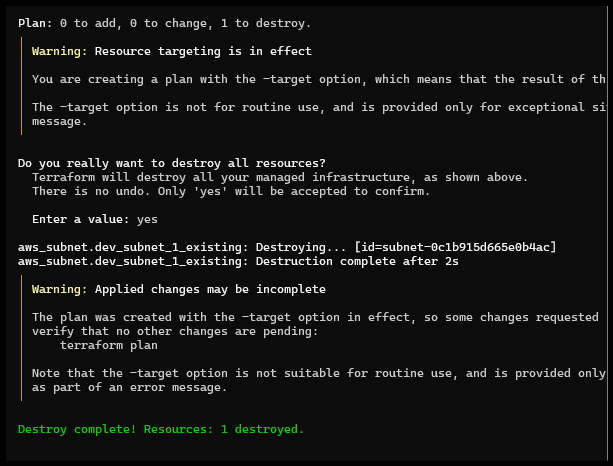 Plan: 0 to add, 0 to change, 1 to destroy.
Warning: Resource targeting is in effect
You are creating a plan with the -target option, which means that the result of th
The -target option is not for routine use, and is provided only for exceptional si
message.
Do you really want to destroy all resources?
Terraform will destroy all your managed infrastructure, as shown above.
There is no undo. Only 'yes' will be accepted to confirm.
Enter a value: yes
aws_subnet.dev_subnet_1_existing: Destroying... [id=subnet-0c1b915d665e0b4ac]
aws_subnet.dev_subnet_1_existing: Destruction complete after 2s
Warning: Applied changes may be incomplete
The plan was created with the -target option in effect, so some changes requested
verify that no other changes are pending:
terraform plan
Note that the -target option is not suitable for routine use, and is provided only
as part of an error message.
Destroy complete! Resources: 1 destroyed.